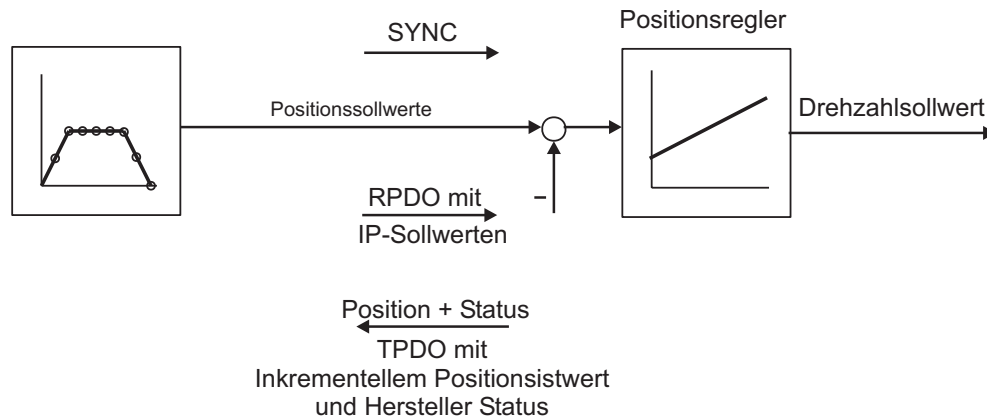 Positionsregler
SYNC
Positionssollwerte
Drehzahlsollwert
RPDO mit
IP-Sollwerten
–
Position + Status
TPDO mit
Inkrementellem Positionsistwert
und Hersteller Status